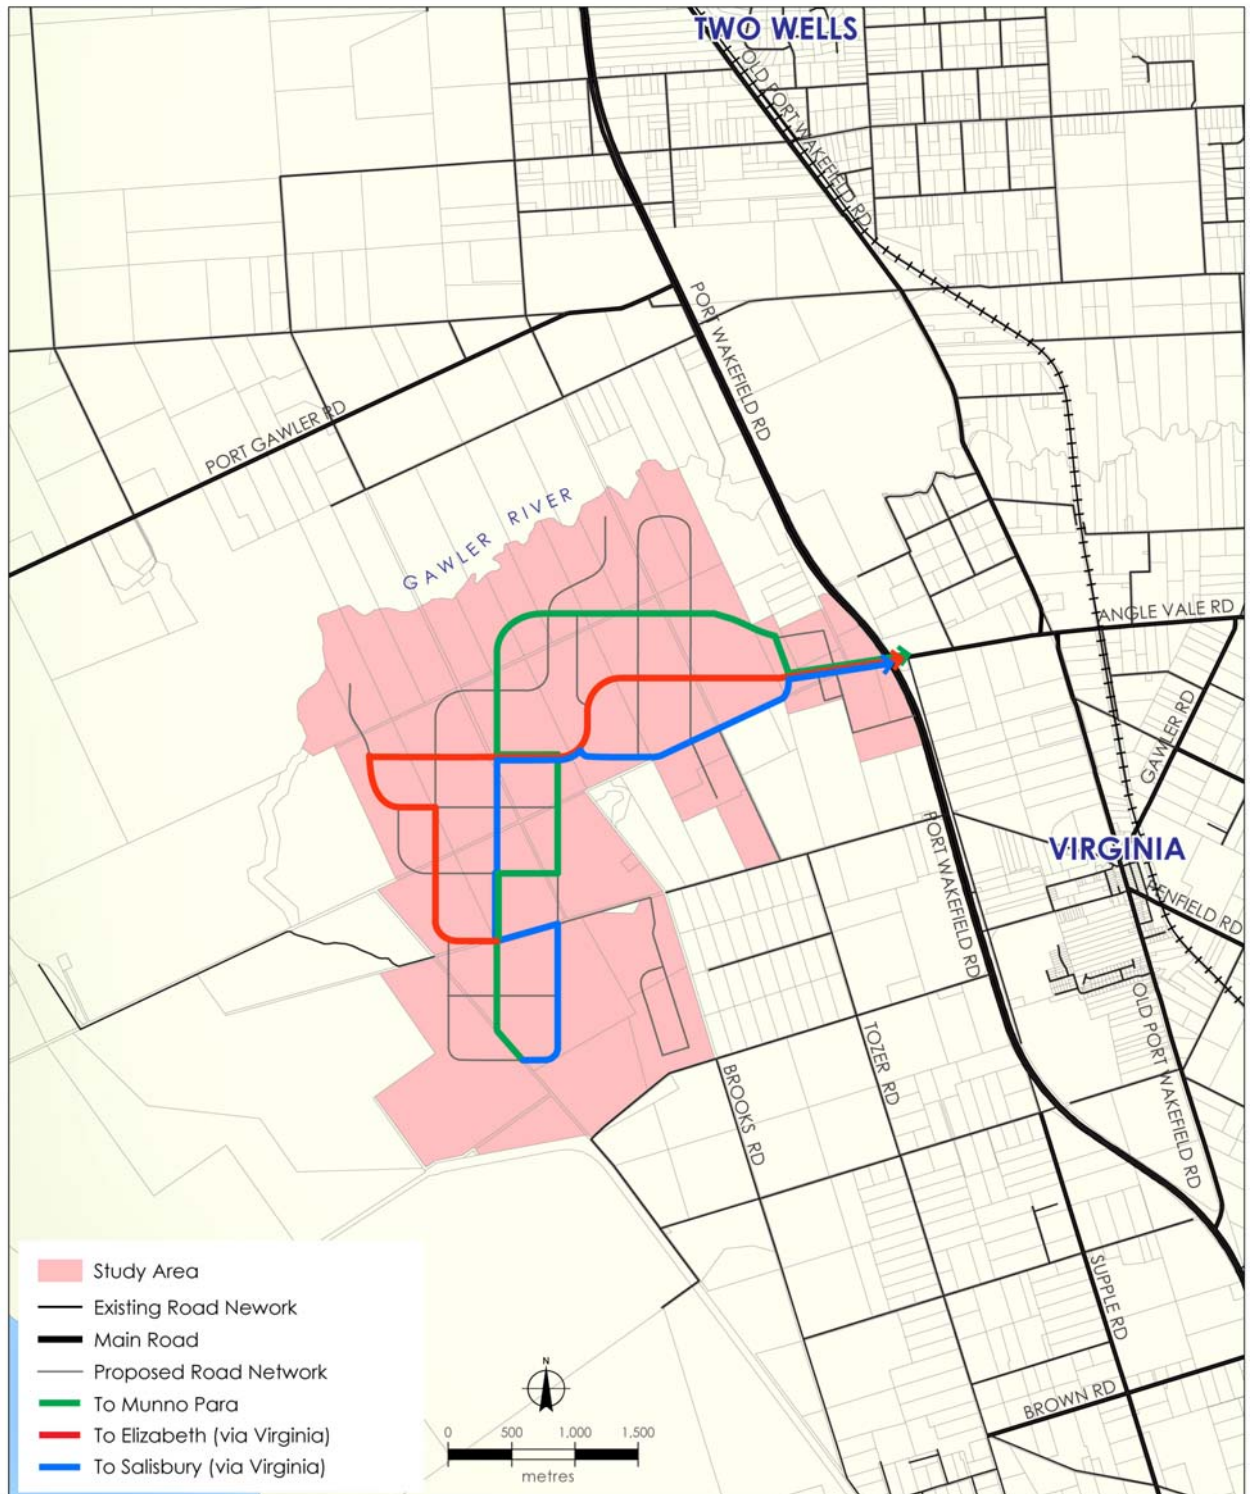 TWO WELLS
OLD PORT WAKEFIELD RD
PORT WAKEFIELD RD
PORT GAWLER RD
GAWLER RIVER
ANGLE VALE RD
GAWLER RD
PORT WAKEFIELD RD
VIRGINIA
PENFIELD RD
OLD PORT WAKEFIELD RD
TOZER RD
BROOKS RD
SUPPLE RD
BROWN RD
Study Area
Existing Road Nework
Main Road
Proposed Road Network
To Munno Para
To Elizabeth (via Virginia)
To Salisbury (via Virginia)
N
0 500 1,000 1,500
metres